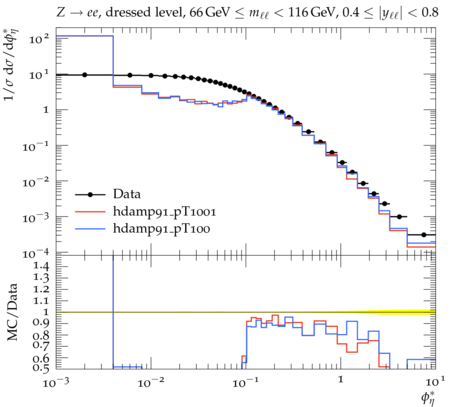 Z → ee, dressed level, 66 GeV ≤ mℓℓ < 116 GeV, 0.4 ≤ |yℓℓ| < 0.8
1/σ dσ/dϕ*η
10²
10¹
1
10⁻¹
10⁻²
10⁻³
10⁻⁴
Data
hdamp91_pT1001
hdamp91_pT100
MC/Data
1.4
1.3
1.2
1.1
1
0.9
0.8
0.7
0.6
0.5
10⁻³ 10⁻² 10⁻¹ 1 10¹
ϕ*η